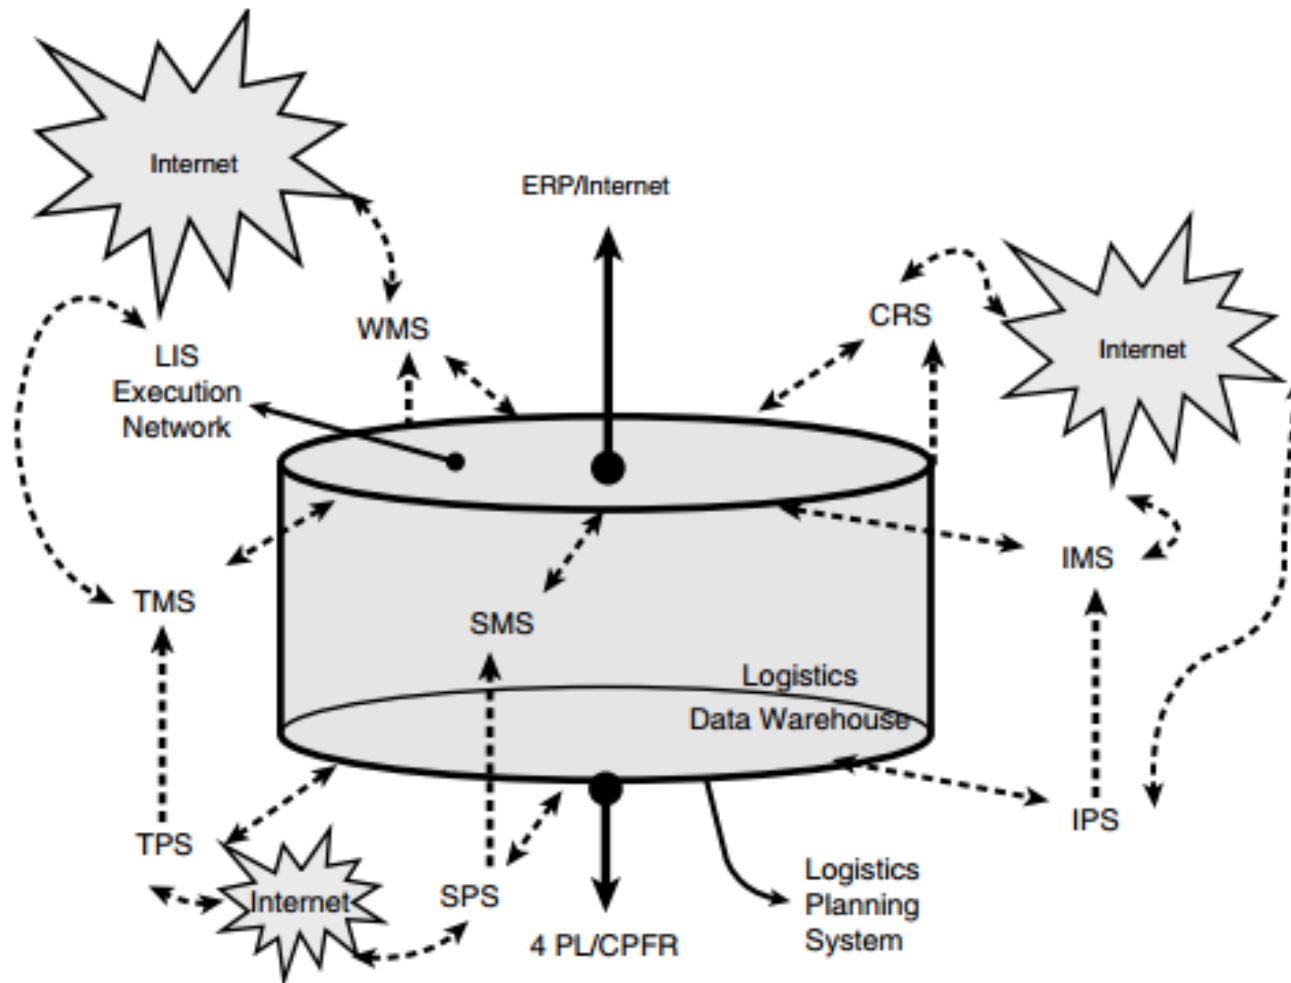 Internet
ERP/Internet
WMS
CRS
LIS
Execution
Network
Internet
IMS
TMS
SMS
Logistics
Data Warehouse
TPS
IPS
Internet
SPS
Logistics
Planning
System
4 PL/CPFR